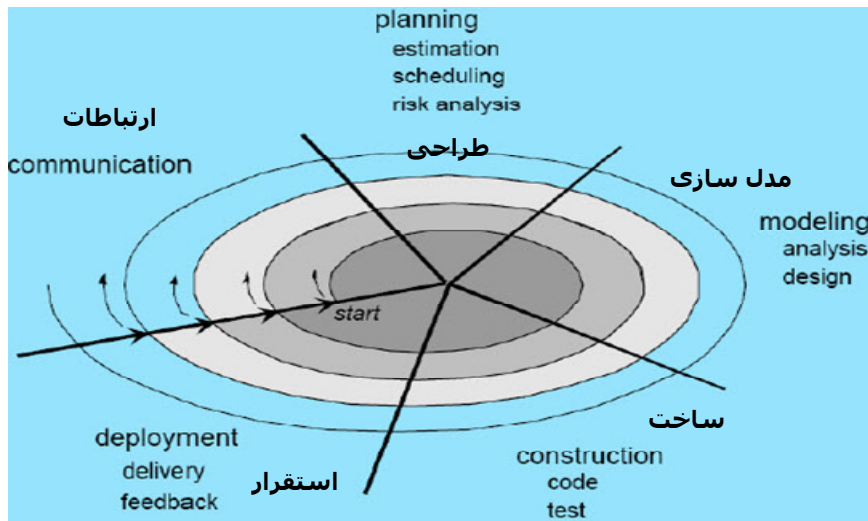 planning
estimation
scheduling
risk analysis
ارتباطات
communication
طراحی
مدل سازی
modeling
analysis
design
start
ساخت
construction
code
test
deployment
delivery
feedback
استقرار